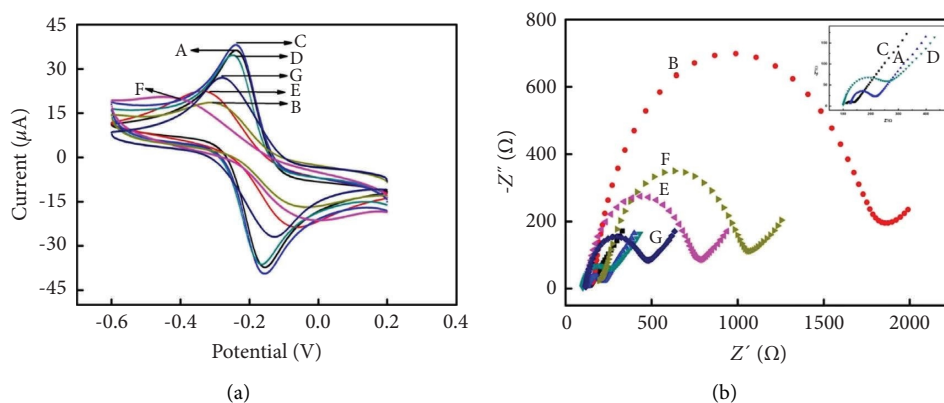 45
30
15
0
-15
-30
-45
Current (μA)
A
F
C
D
G
E
B
-0.6
-0.4
-0.2
0.0
0.2
0.4
Potential (V)
(a)
800
600
400
200
0
-Z″ (Ω)
B
F
E
G
C
A
D
0
500
1000
1500
2000
Z′ (Ω)
(b)